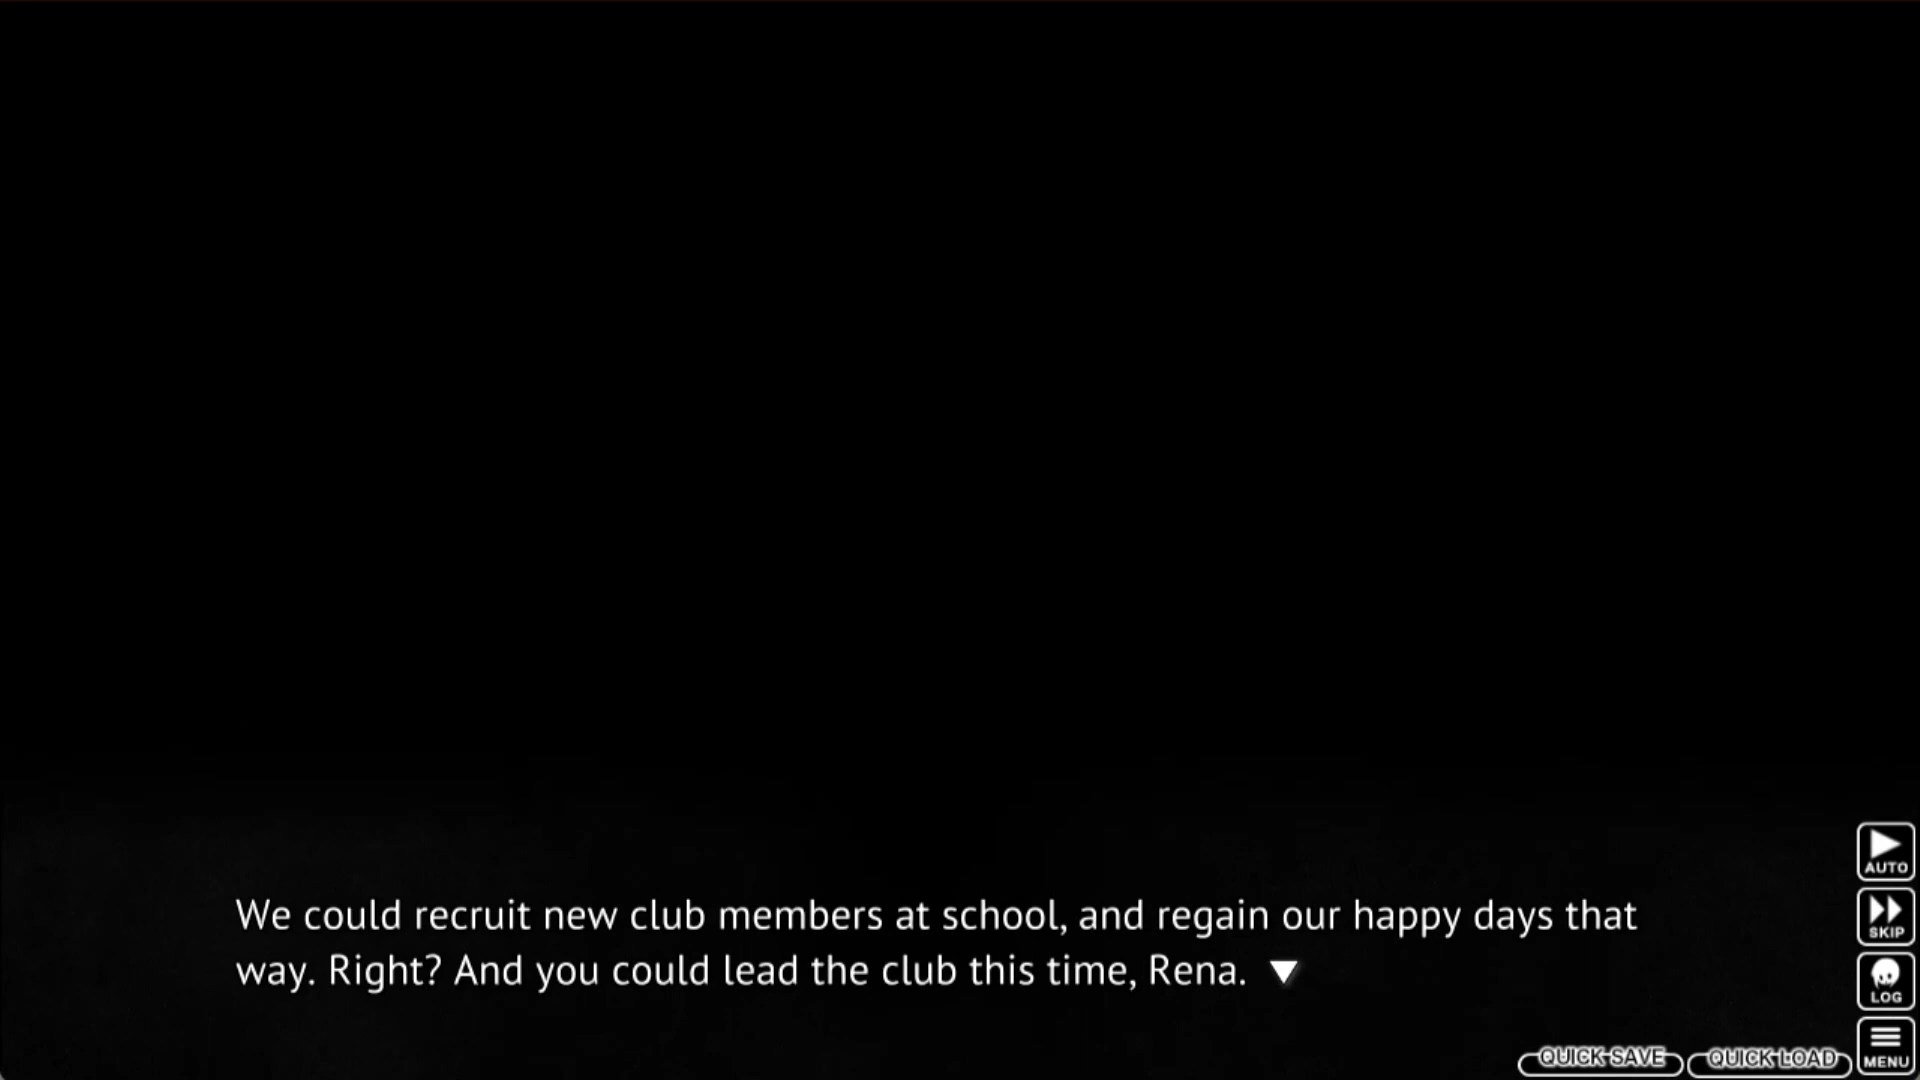 We could recruit new club members at school, and regain our happy days that
way. Right? And you could lead the club this time, Rena.
AUTO
SKIP
LOG
MENU
QUICK SAVE
QUICK LOAD